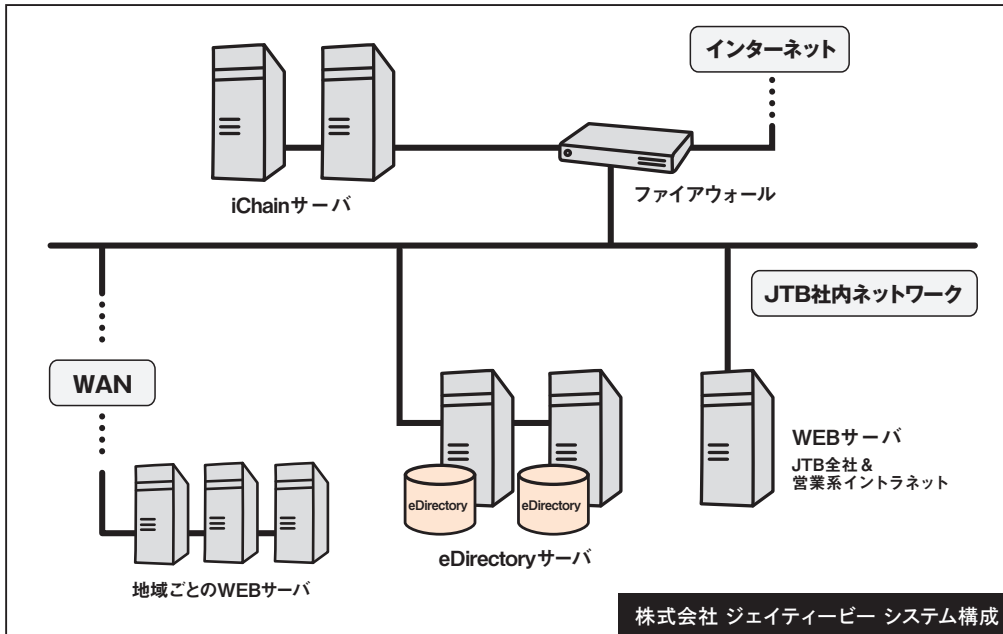 インターネット
iChainサーバ
ファイアウォール
JTB社内ネットワーク
WAN
WEBサーバ
JTB全社＆
営業系イントラネット
eDirectory
eDirectory
eDirectoryサーバ
地域ごとのWEBサーバ
株式会社 ジェイティービー システム構成